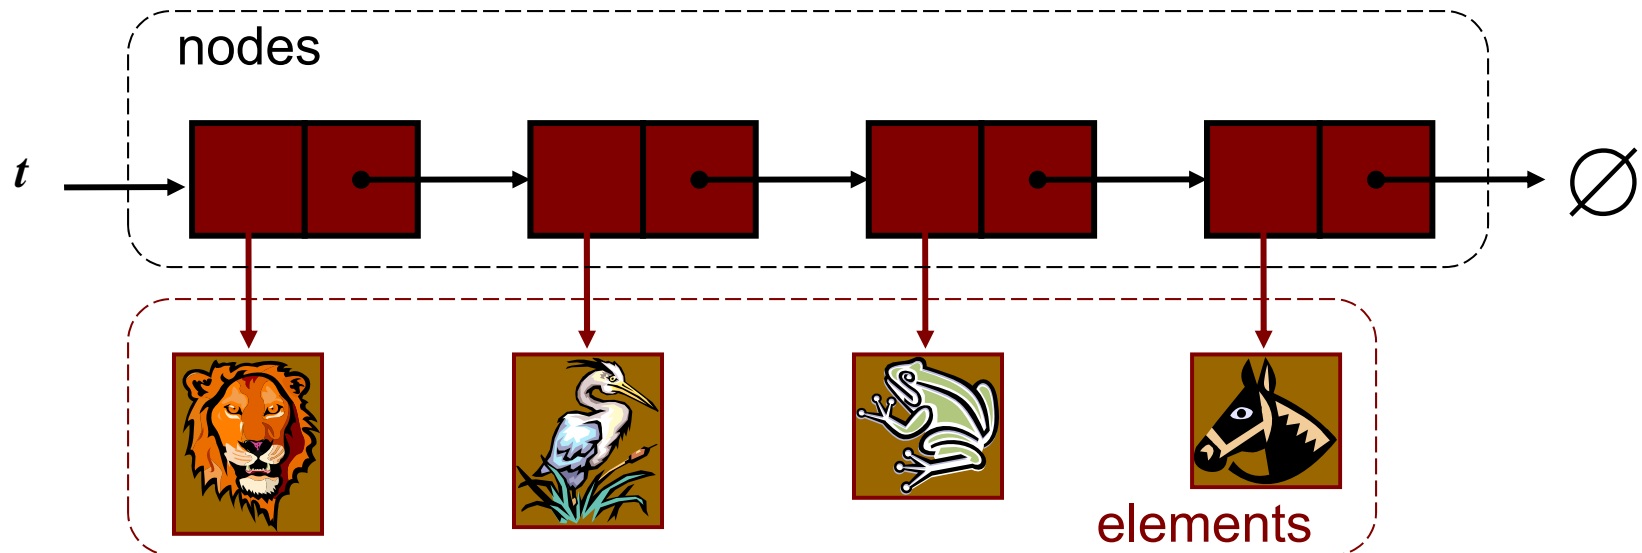 nodes
t
∅
elements